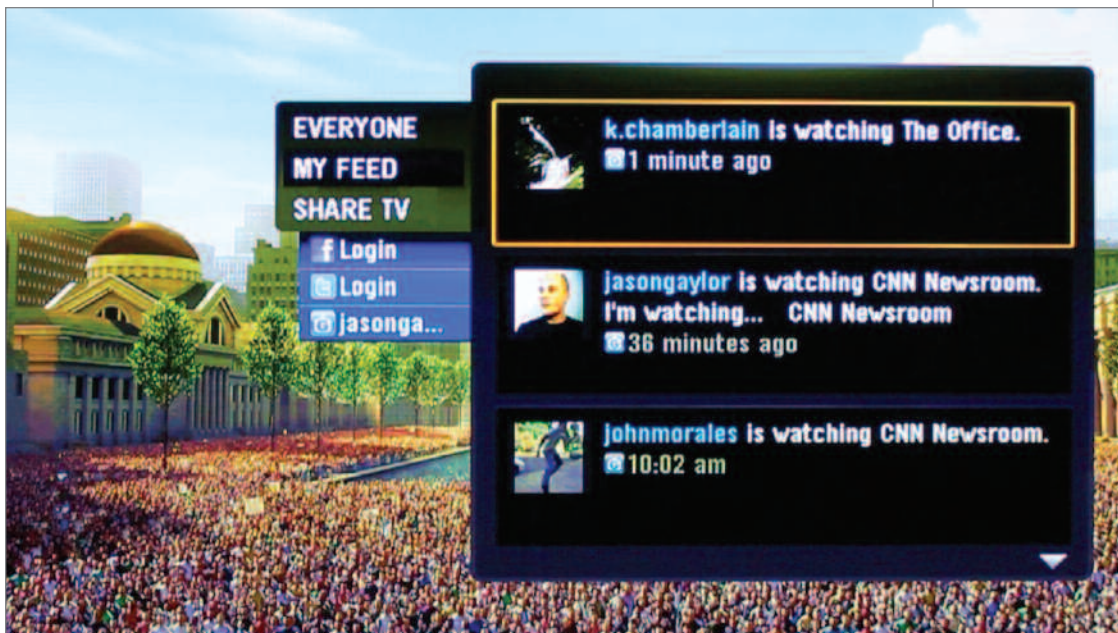 EVERYONE
MY FEED
SHARE TV
f Login
Login
jasonga...
k.chamberlain is watching The Office.
1 minute ago
jasongaylor is watching CNN Newsroom.
I'm watching... CNN Newsroom
36 minutes ago
johnmorales is watching CNN Newsroom.
10:02 am